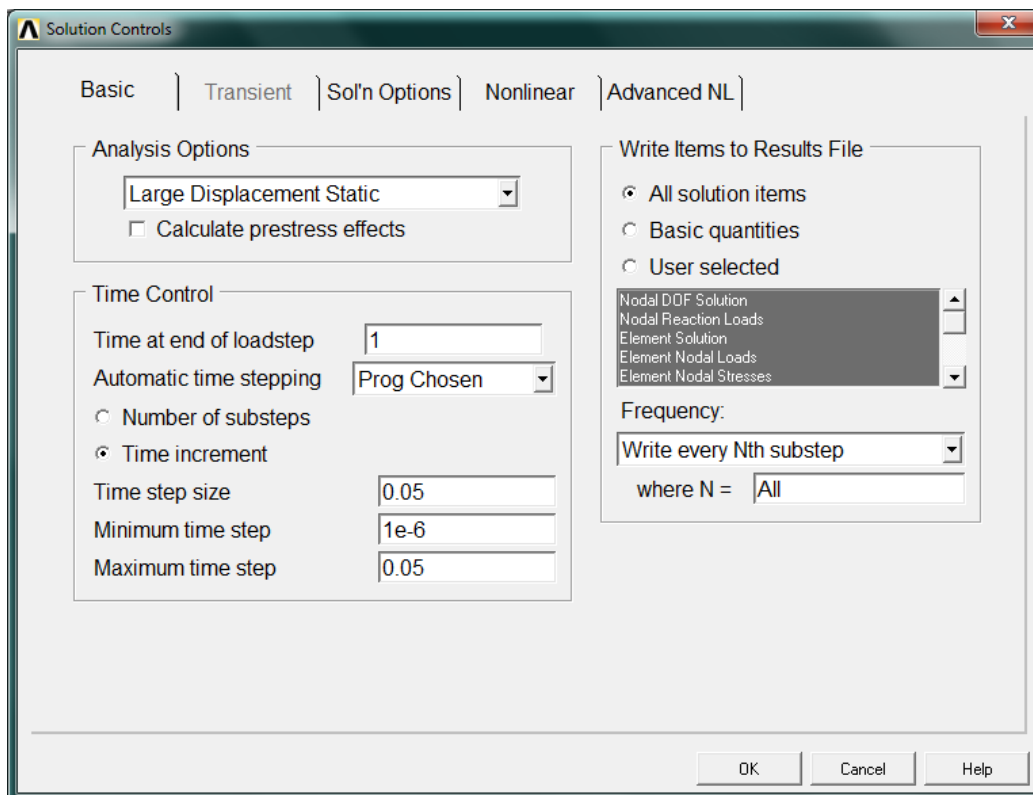 Solution Controls
Basic
Transient
Sol'n Options
Nonlinear
Advanced NL
Analysis Options
Large Displacement Static
Calculate prestress effects
Time Control
Time at end of loadstep 1
Automatic time stepping Prog Chosen
Number of substeps
Time increment
Time step size 0.05
Minimum time step 1e-6
Maximum time step 0.05
Write Items to Results File
All solution items
Basic quantities
User selected
Nodal DOF Solution
Nodal Reaction Loads
Element Solution
Element Nodal Loads
Element Nodal Stresses
Frequency:
Write every Nth substep
where N = All
OK
Cancel
Help